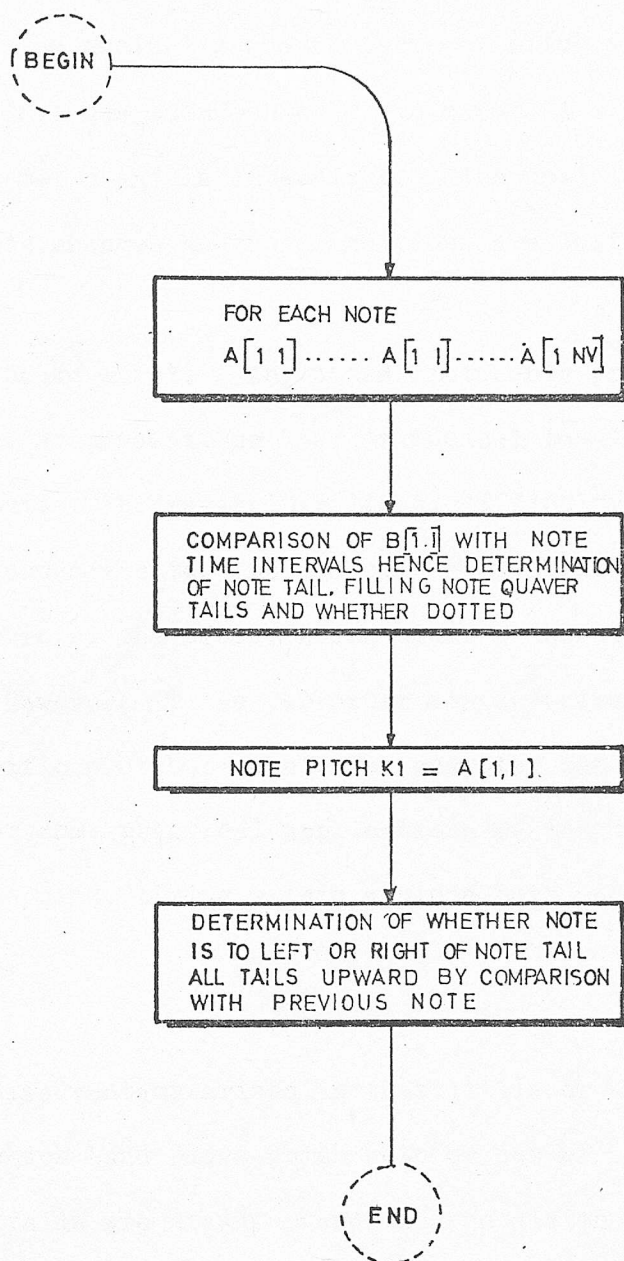 BEGIN
FOR EACH NOTE
A[1 1]...... A[1 I]......A[1 NV]
COMPARISON OF B[1.I] WITH NOTE
TIME INTERVALS HENCE DETERMINATION
OF NOTE TAIL, FILLING NOTE QUAVER
TAILS AND WHETHER DOTTED
NOTE PITCH K1 = A[1,I].
DETERMINATION OF WHETHER NOTE
IS TO LEFT OR RIGHT OF NOTE TAIL
ALL TAILS UPWARD BY COMPARISON
WITH PREVIOUS NOTE
END